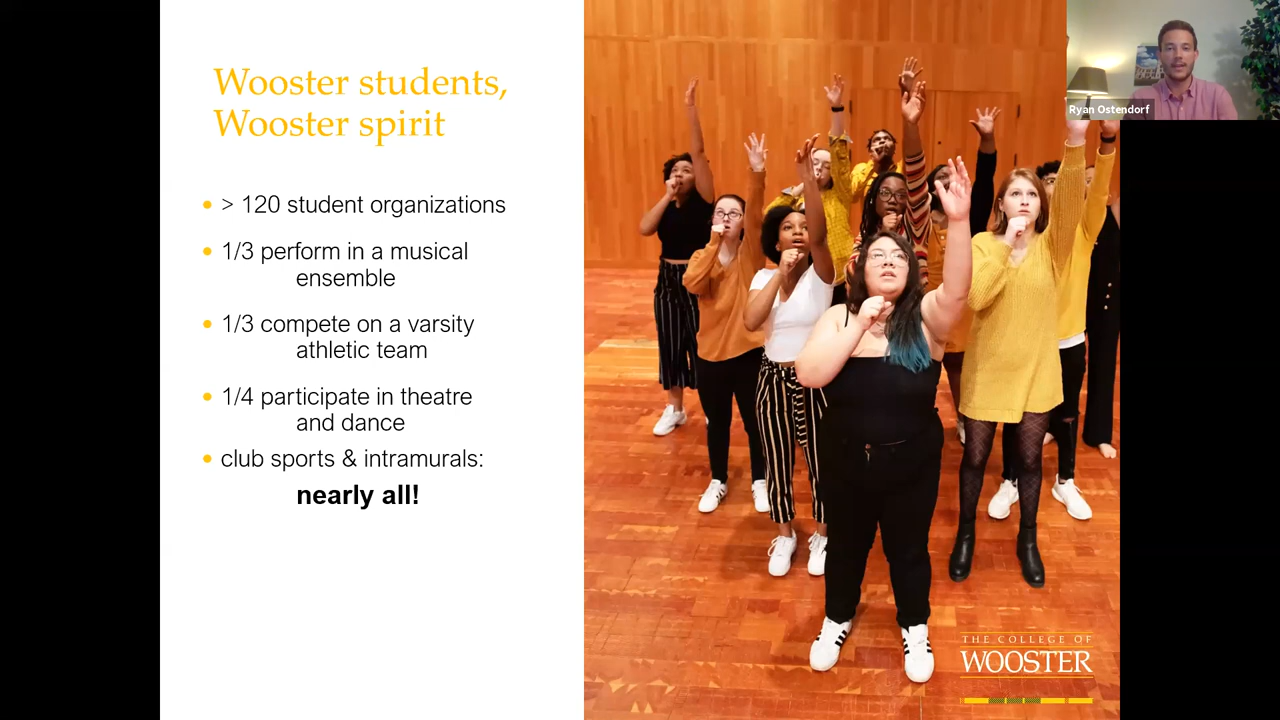 Wooster students,
Wooster spirit
> 120 student organizations
1/3 perform in a musical
ensemble
1/3 compete on a varsity
athletic team
1/4 participate in theatre
and dance
club sports & intramurals:
nearly all!
Ryan Ostendorf
THE COLLEGE OF
WOOSTER